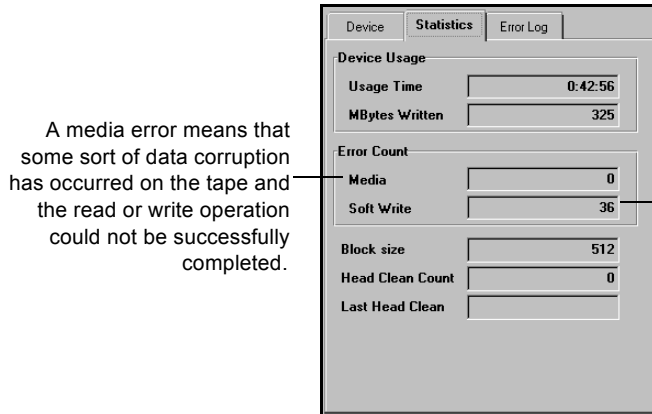 Device Statistics Error Log
Device Usage
Usage Time 0:42:56
MBytes Written 325
A media error means that
some sort of data corruption
has occurred on the tape and
the read or write operation
could not be successfully
completed.
Error Count
Media 0
Soft Write 36
Block size 512
Head Clean Count 0
Last Head Clean